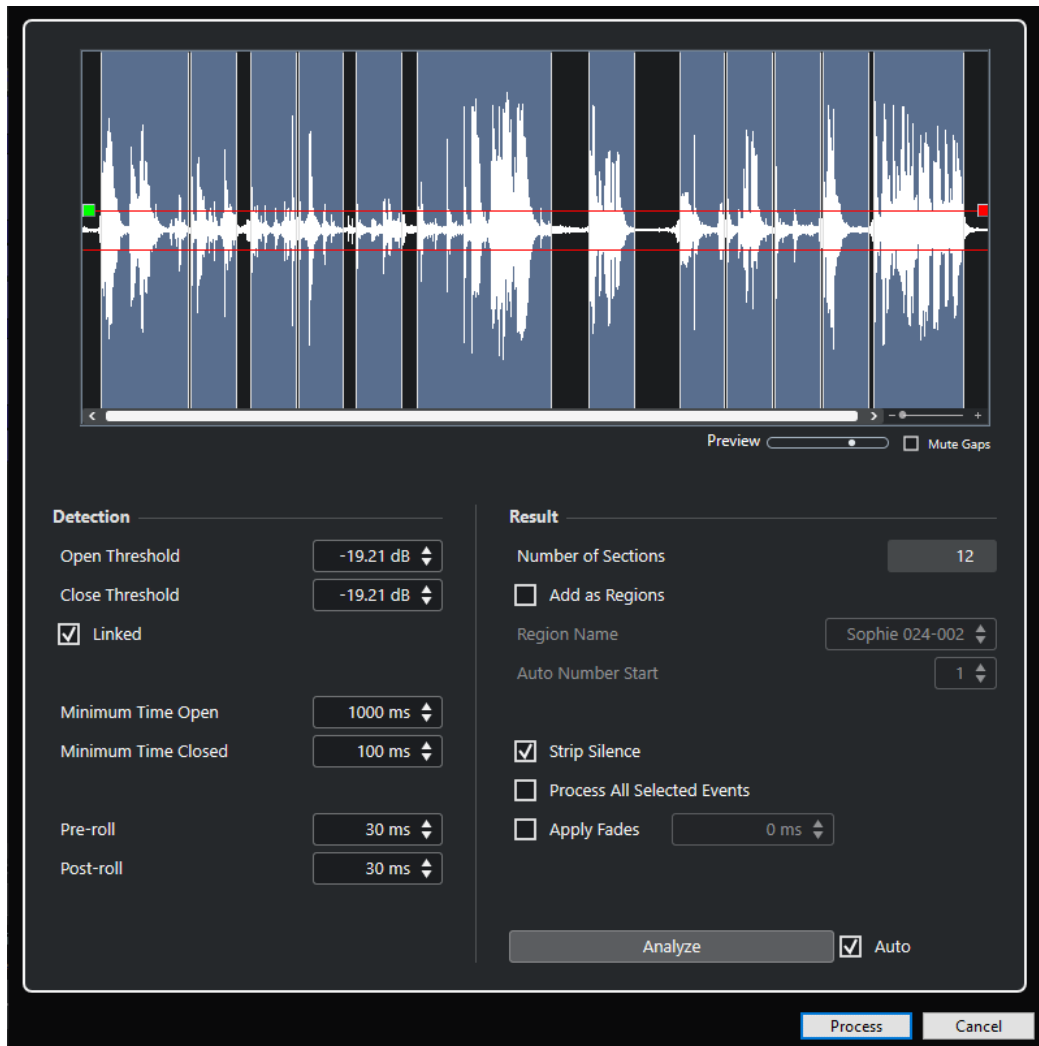 Preview Mute Gaps
Detection
Open Threshold -19.21 dB
Close Threshold -19.21 dB
Linked
Minimum Time Open 1000 ms
Minimum Time Closed 100 ms
Pre-roll 30 ms
Post-roll 30 ms
Result
Number of Sections 12
Add as Regions
Region Name Sophie 024-002
Auto Number Start 1
Strip Silence
Process All Selected Events
Apply Fades 0 ms
Analyze Auto
Process Cancel